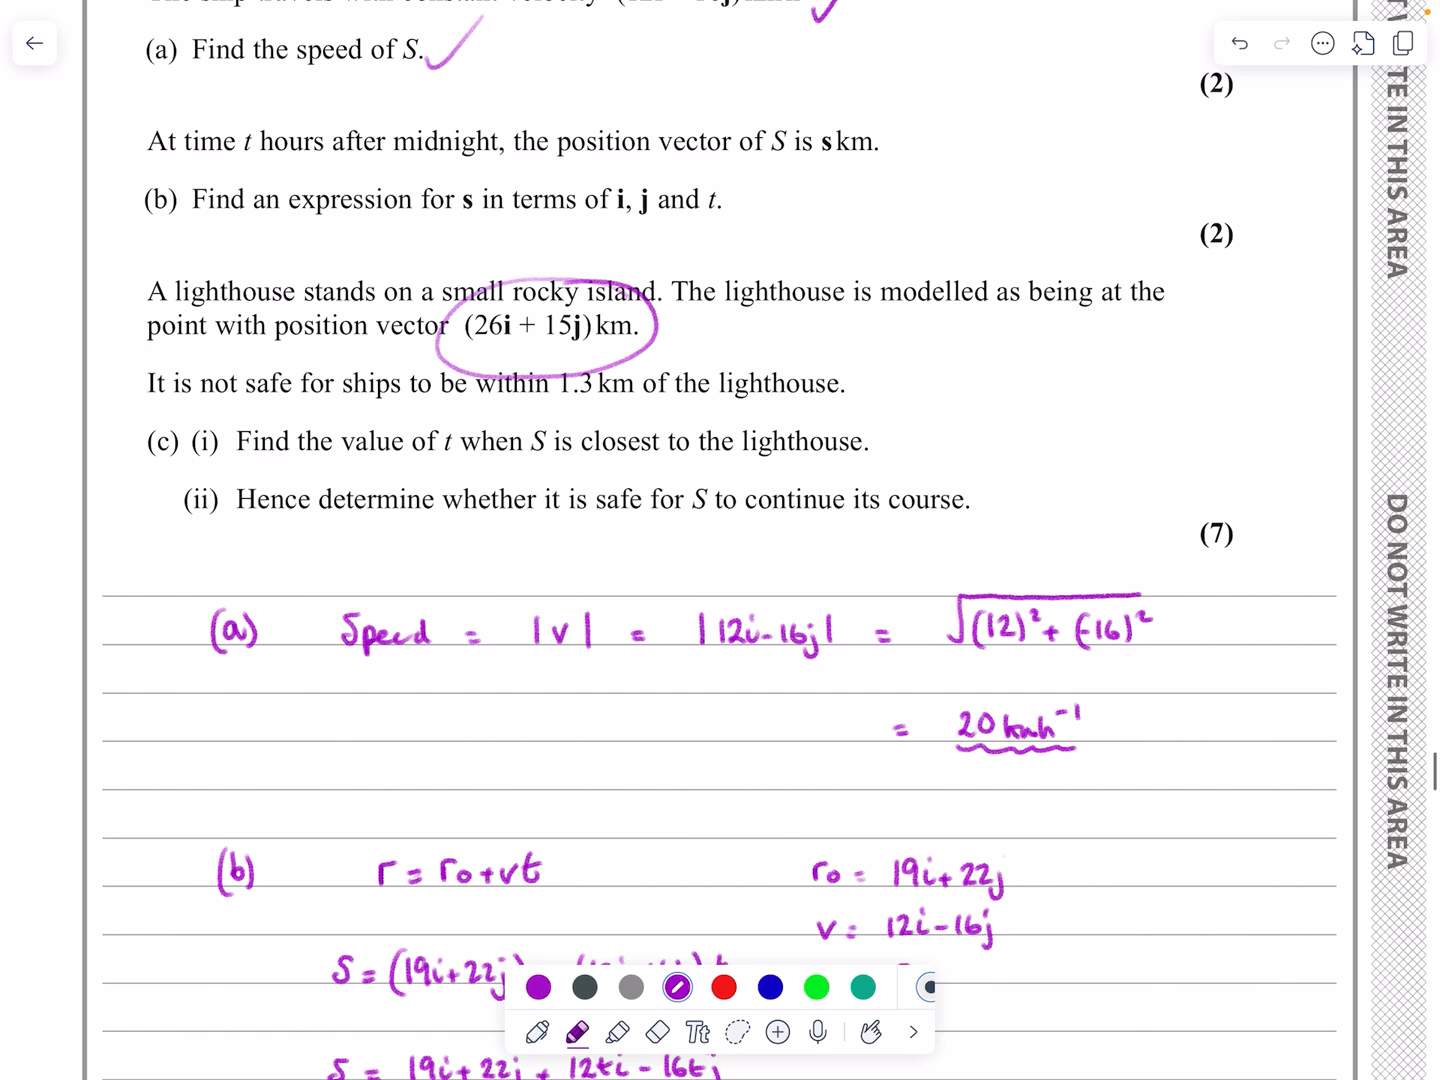 (a) Find the speed of S.
(2)
At time t hours after midnight, the position vector of S is s km.
(b) Find an expression for s in terms of i, j and t.
(2)
A lighthouse stands on a small rocky island. The lighthouse is modelled as being at the
point with position vector (26i + 15j) km.
It is not safe for ships to be within 1.3 km of the lighthouse.
(c) (i) Find the value of t when S is closest to the lighthouse.
(ii) Hence determine whether it is safe for S to continue its course.
(7)
(a) Speed = |v| = |12i-16j| = √(12)² + (-16)²
= 20 kmh⁻¹
(b) r = r₀+vt r₀ = 19i+22j
v = 12i-16j
S = (19i+22j)
S = 19i+22j + 12ti - 16tj
Tt
TE IN THIS AREA
DO NOT WRITE IN THIS AREA